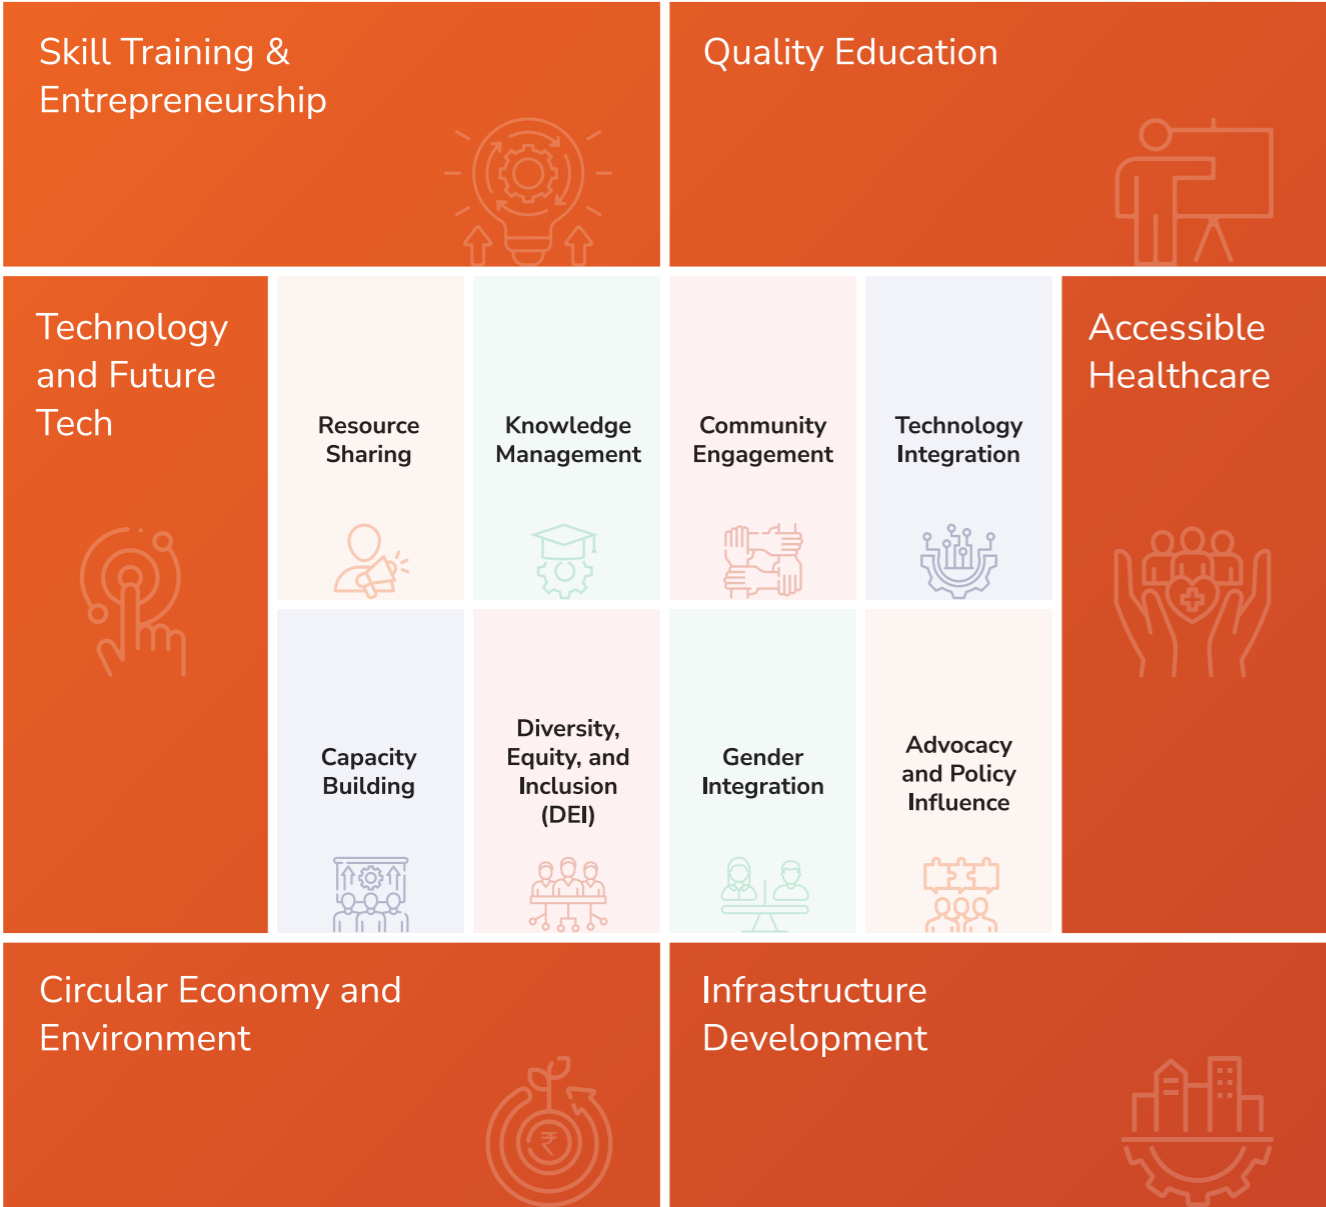 Skill Training &
Entrepreneurship
Quality Education
Technology
and Future
Tech
Resource
Sharing
Knowledge
Management
Community
Engagement
Technology
Integration
Accessible
Healthcare
Capacity
Building
Diversity,
Equity, and
Inclusion
(DEI)
Gender
Integration
Advocacy
and Policy
Influence
Circular Economy and
Environment
₹
Infrastructure
Development